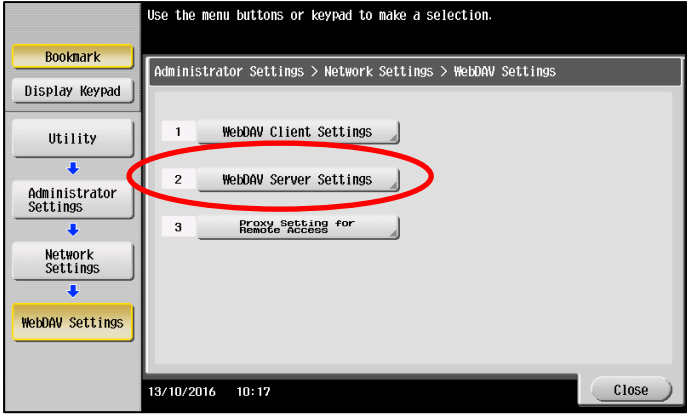 Use the menu buttons or keypad to make a selection.
Bookmark
Display Keypad
Utility
Administrator
Settings
Network
Settings
WebDAV Settings
Administrator Settings > Network Settings > WebDAV Settings
1 WebDAV Client Settings
2 WebDAV Server Settings
3 Proxy Setting for
Remote Access
13/10/2016 10:17
Close